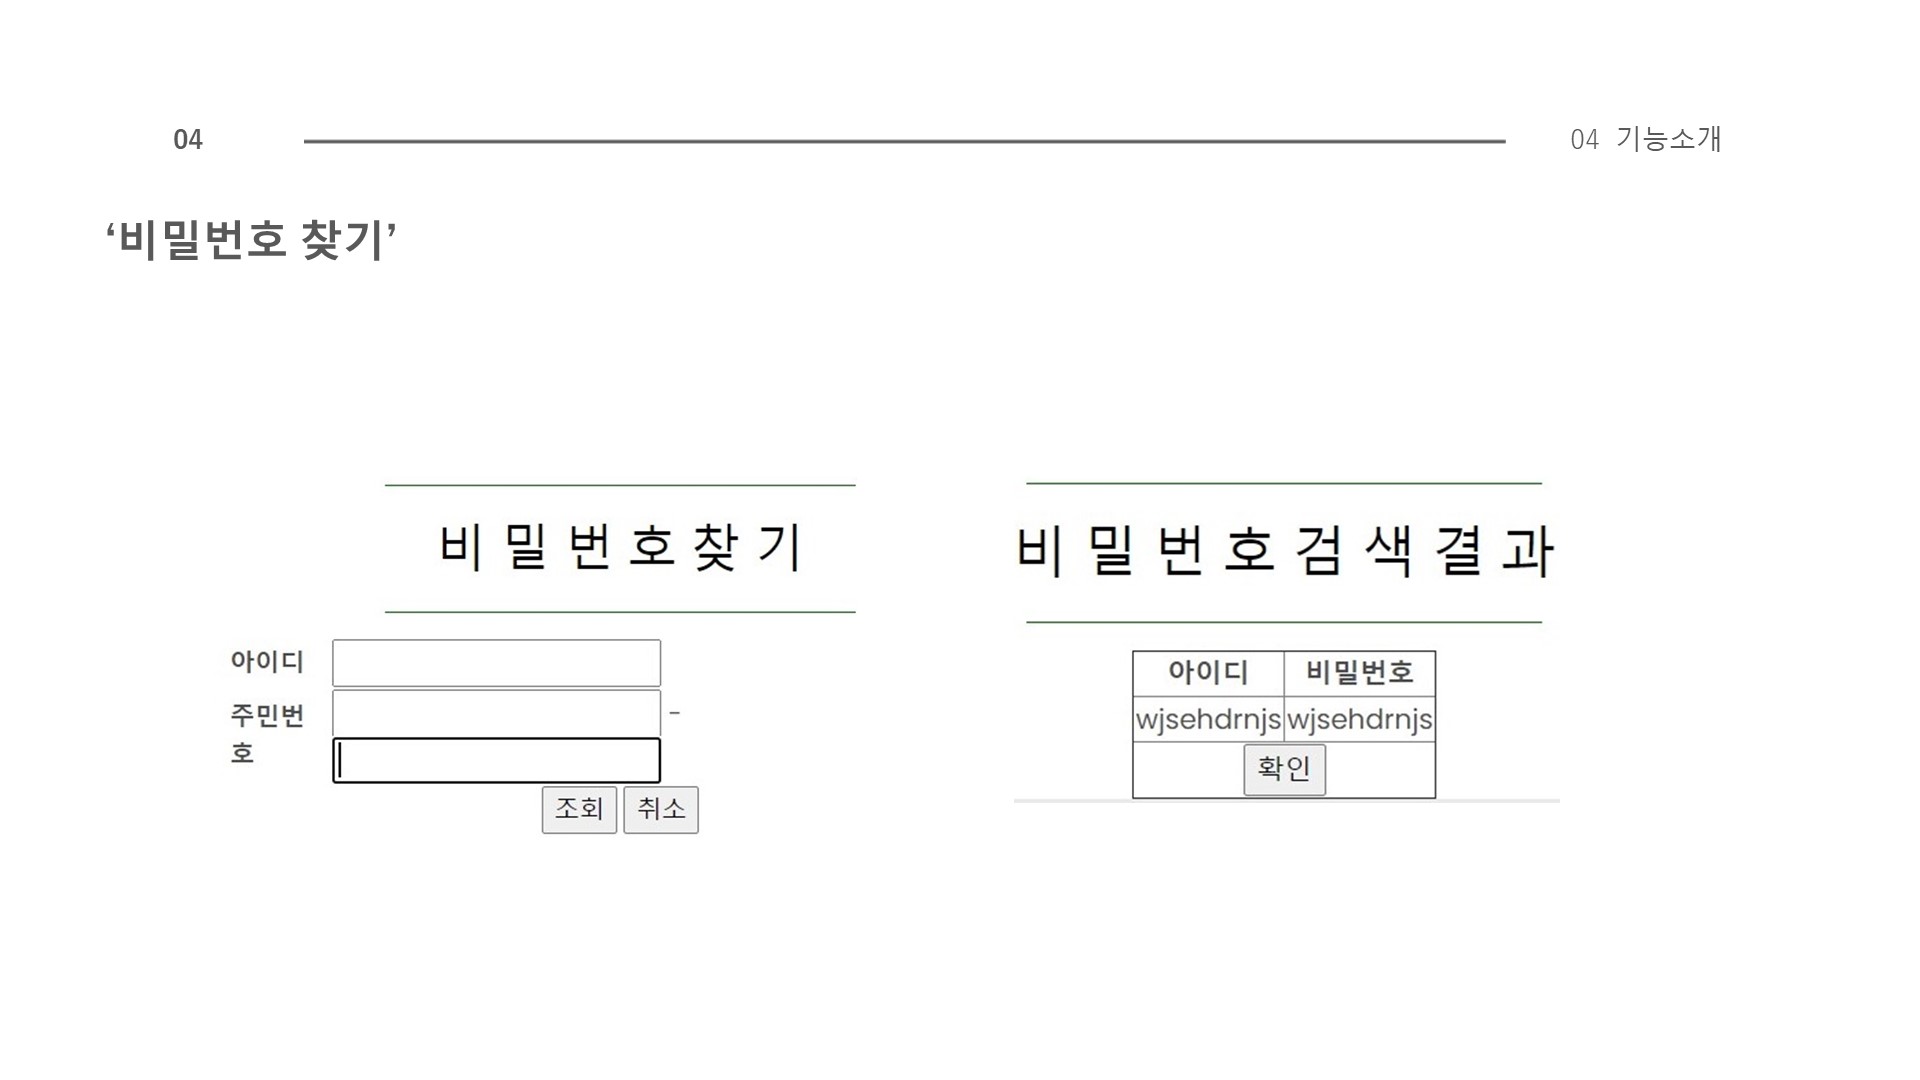 04
04 기능소개
‘비밀번호 찾기’
비밀번호찾기
아이디
주민번
-
호
조회 취소
비밀번호검색결과
아이디 비밀번호
wjsehdrnjs wjsehdrnjs
확인